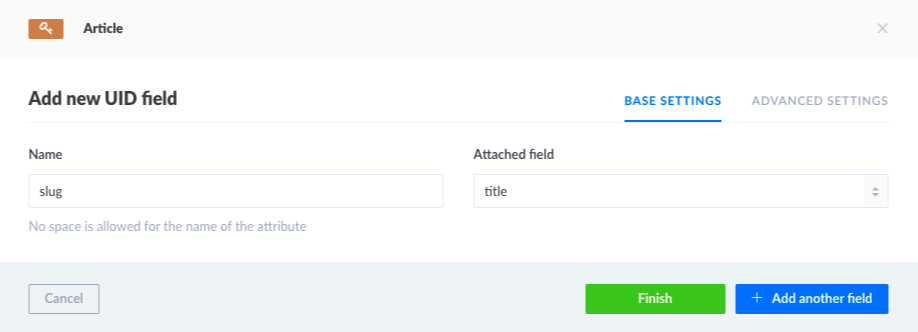 Article
Add new UID field
BASE SETTINGS
ADVANCED SETTINGS
Name
Attached field
slug
title
No space is allowed for the name of the attribute
Cancel
Finish
+ Add another field